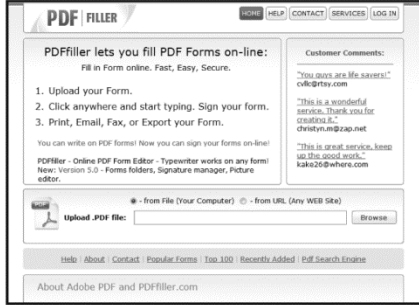 PDF FILLER
HOME HELP CONTACT SERVICES LOG IN
PDFfiller lets you fill PDF Forms on-line:
Fill in Form online. Fast, Easy, Secure.
1. Upload your Form.
2. Click anywhere and start typing. Sign your form.
3. Print, Email, Fax, or Export your Form.
You can write on PDF forms! Now you can sign your forms on-line!
PDFfiller - Online PDF Form Editor - Typewriter works on any form!
New: Version 5.0 - Forms folders, Signature manager, Picture
editor.
Customer Comments:
"You guys are life savers!"
cvllc@rtsy.com
"This is a wonderful
service. Thank you for
creating it."
christyn.m@zap.net
"This is great service, keep
up the good work."
kake26@where.com
PDF
- from File (Your Computer) - from URL (Any WEB Site)
Upload .PDF file: Browse
Help | About | Contact | Popular Forms | Top 100 | Recently Added | Pdf Search Engine
About Adobe PDF and PDFfiller.com